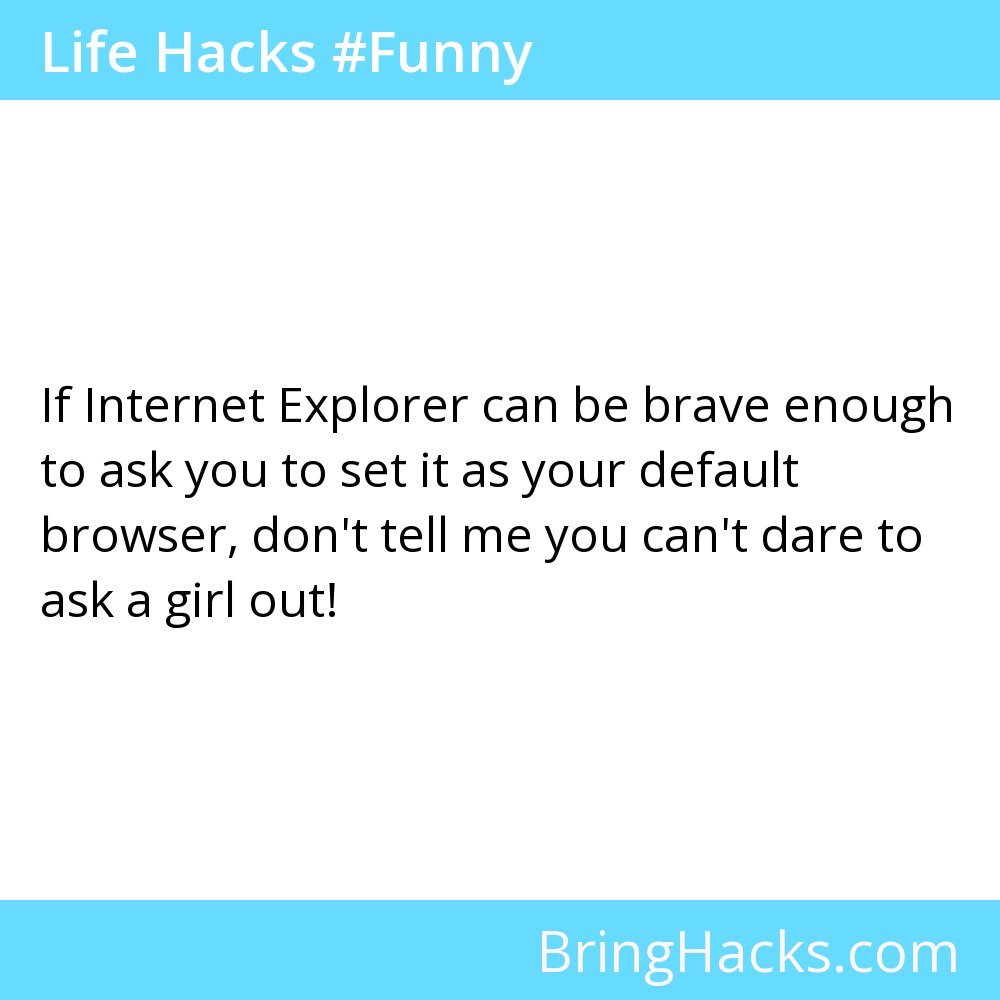 Life Hacks #Funny
If Internet Explorer can be brave enough
to ask you to set it as your default
browser, don't tell me you can't dare to
ask a girl out!
BringHacks.com